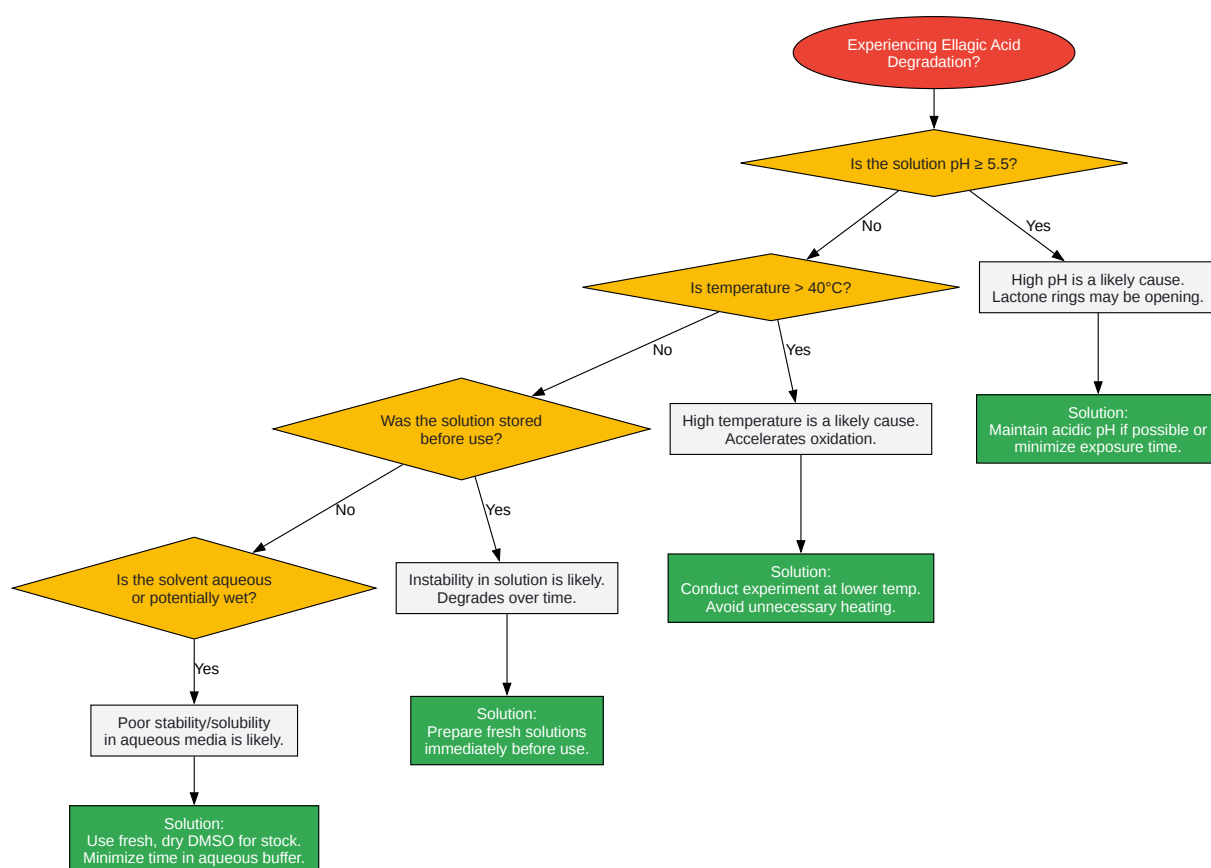 Experiencing Ellagic Acid
Degradation?
Is the solution pH ≥ 5.5?
No
Yes
Is temperature > 40°C?
High pH is a likely cause.
Lactone rings may be opening.
No
Yes
Was the solution stored
before use?
High temperature is a likely cause.
Accelerates oxidation.
Solution:
Maintain acidic pH if possible or
minimize exposure time.
No
Yes
Is the solvent aqueous
or potentially wet?
Instability in solution is likely.
Degrades over time.
Solution:
Conduct experiment at lower temp.
Avoid unnecessary heating.
Yes
Poor stability/solubility
in aqueous media is likely.
Solution:
Prepare fresh solutions
immediately before use.
Solution:
Use fresh, dry DMSO for stock.
Minimize time in aqueous buffer.